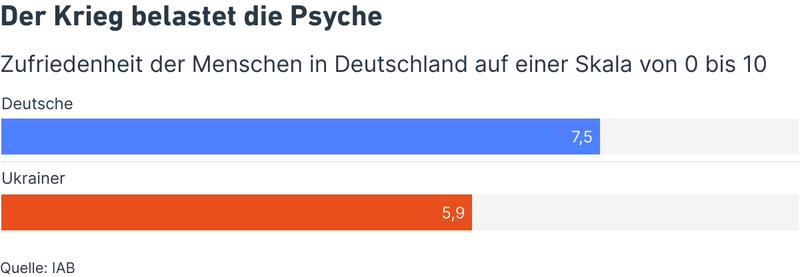 Der Krieg belastet die Psyche
Zufriedenheit der Menschen in Deutschland auf einer Skala von 0 bis 10
Deutsche
7,5
Ukrainer
5,9
Quelle: IAB